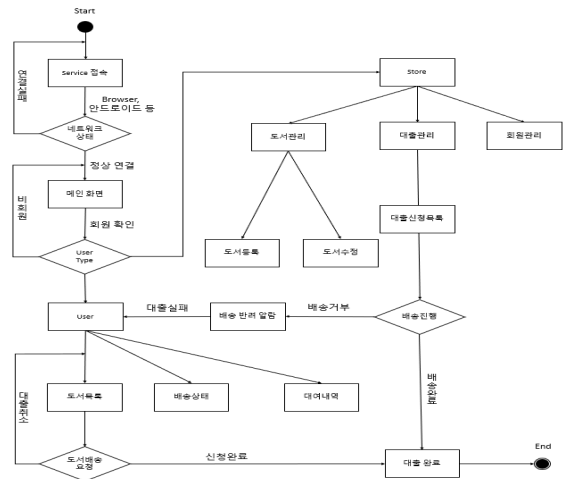 Start
Service 접속
연결실패
Browser,
안드로이드 등
네트워크
상태
정상 연결
메인 화면
비회원
회원 확인
User
Type
Store
도서관리
대출관리
회원관리
대출신청목록
도서등록
도서수정
User
대출실패
배송 반려 알람
배송거부
배송진행
배송완료
도서목록
배송상태
대여내역
대출취소
도서배송
요청
신청완료
대출 완료
End